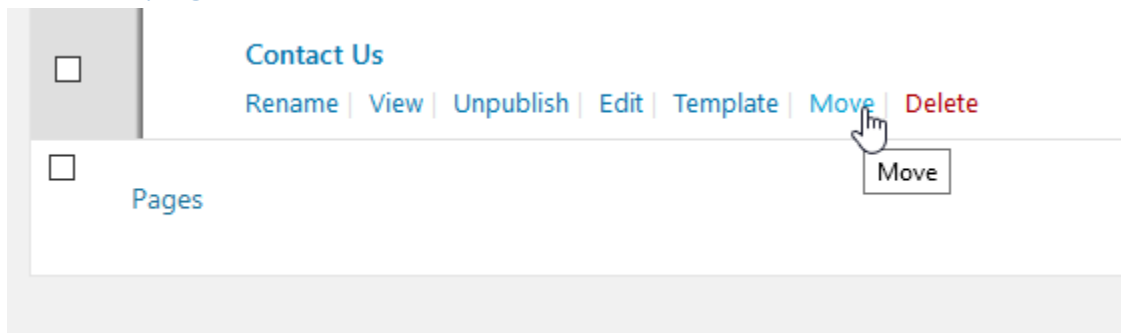 Contact Us
Rename | View | Unpublish | Edit | Template | Move | Delete
Move
Pages